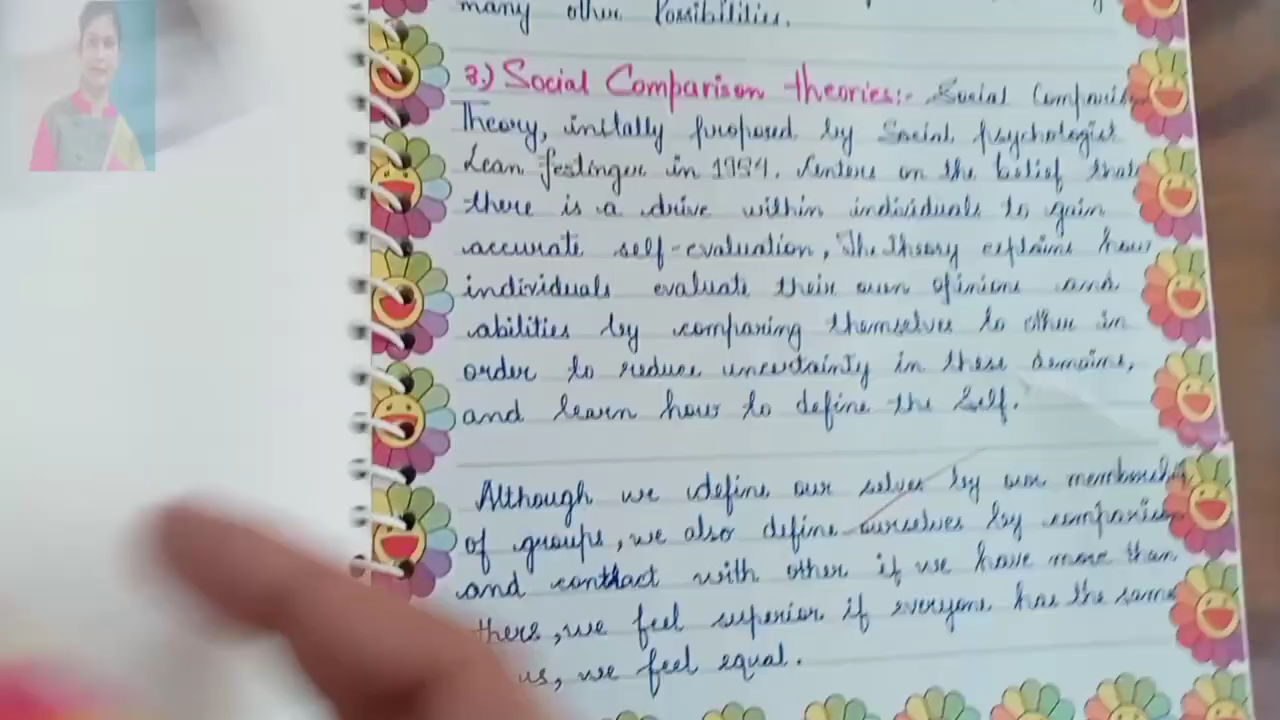 many other Possibilities.
3.) Social Comparison theories:- Social Comparison
Theory, initally proposed by Social psychologist
Lean festinger in 1954. Centers on the belief that
there is a drive within individuals to gain
accurate self-evaluation, The theory explains how
individuals evaluate their own opinions and
abilities by comparing themselves to other in
order to reduce uncertainty in these domains,
and learn how to define the Self.
Although we define our selves by our membership
of groups, we also define ourselves by comparison
and contract with other if we have more than
thers, we feel superior if everyone has the same
us, we feel equal.